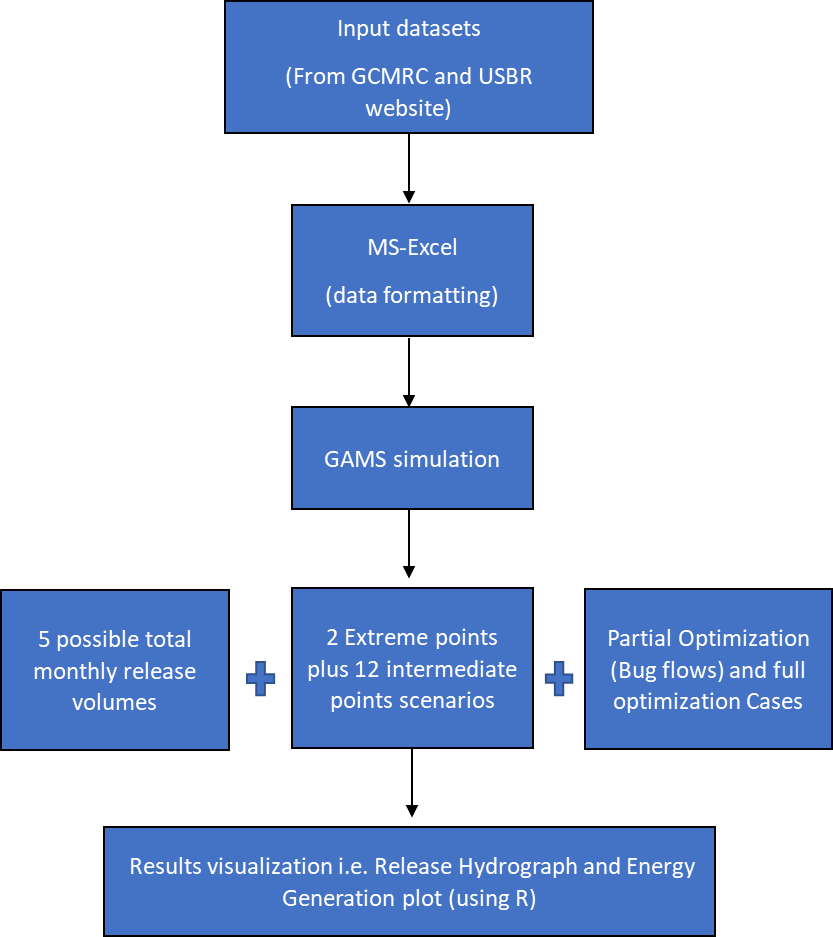 Input datasets
(From GCMRC and USBR
website)
MS-Excel
(data formatting)
GAMS simulation
5 possible total
monthly release
volumes
2 Extreme points
plus 12 intermediate
points scenarios
Partial Optimization
(Bug flows) and full
optimization Cases
Results visualization i.e. Release Hydrograph and Energy
Generation plot (using R)